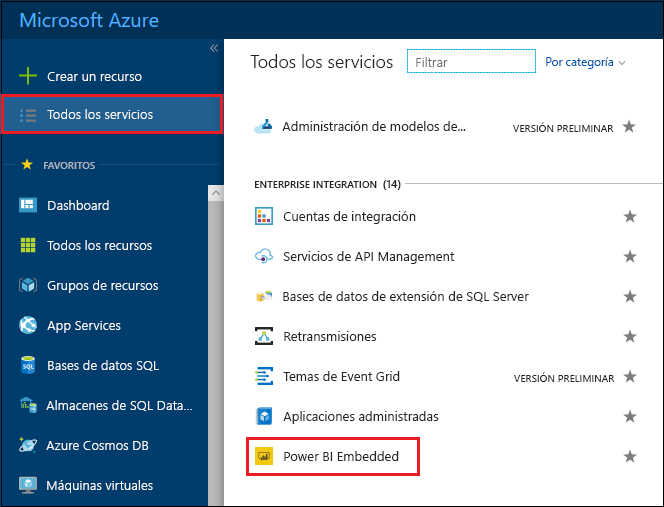 Microsoft Azure
«
Crear un recurso
Todos los servicios
FAVORITOS
Dashboard
Todos los recursos
Grupos de recursos
App Services
SQL
Bases de datos SQL
Almacenes de SQL Data...
Azure Cosmos DB
Máquinas virtuales
Todos los servicios
Filtrar
Por categoría
Administración de modelos de...
VERSIÓN PRELIMINAR
ENTERPRISE INTEGRATION (14)
Cuentas de integración
Servicios de API Management
Bases de datos de extensión de SQL Server
Retransmisiones
Temas de Event Grid
VERSIÓN PRELIMINAR
Aplicaciones administradas
Power BI Embedded